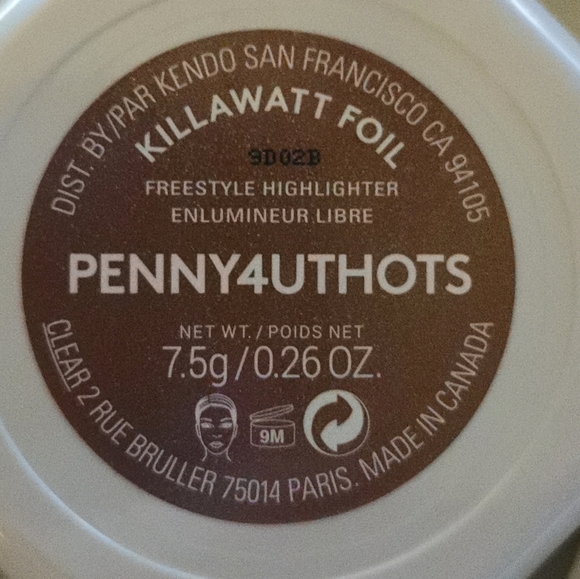 DIST. BY/PAR KENDO SAN FRANCISCO CA 94105
KILLAWATT FOIL
9D02B
FREESTYLE HIGHLIGHTER
ENLUMINEUR LIBRE
PENNY4UTHOTS
NET WT. / POIDS NET
7.5g / 0.26 OZ.
9M
CLEAR 2 RUE BRULLER 75014 PARIS. MADE IN CANADA